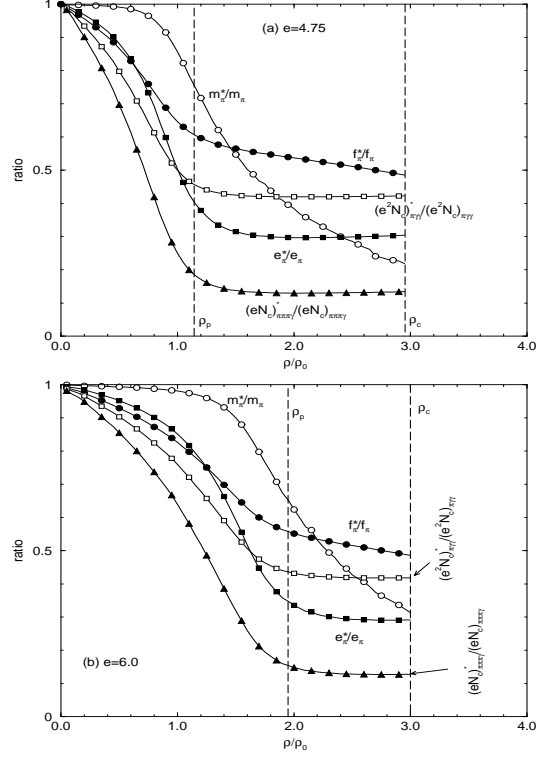 1
(a) e=4.75
m*π/mπ
f*π/fπ
ratio
0.5
(e²Nc)*πγγ/(e²Nc)πγγ
e*π/eπ
(eNc)*πππγ/(eNc)πππγ
ρp
ρc
0
0.0
1.0
2.0
3.0
4.0
ρ/ρ0
1
m*π/mπ
ρp
ρc
f*π/fπ
ratio
0.5
(e²Nc)*πγγ/(e²Nc)πγγ
e*π/eπ
(b) e=6.0
(eNc)*πππγ/(eNc)πππγ
0
0.0
1.0
2.0
3.0
4.0
ρ/ρ0